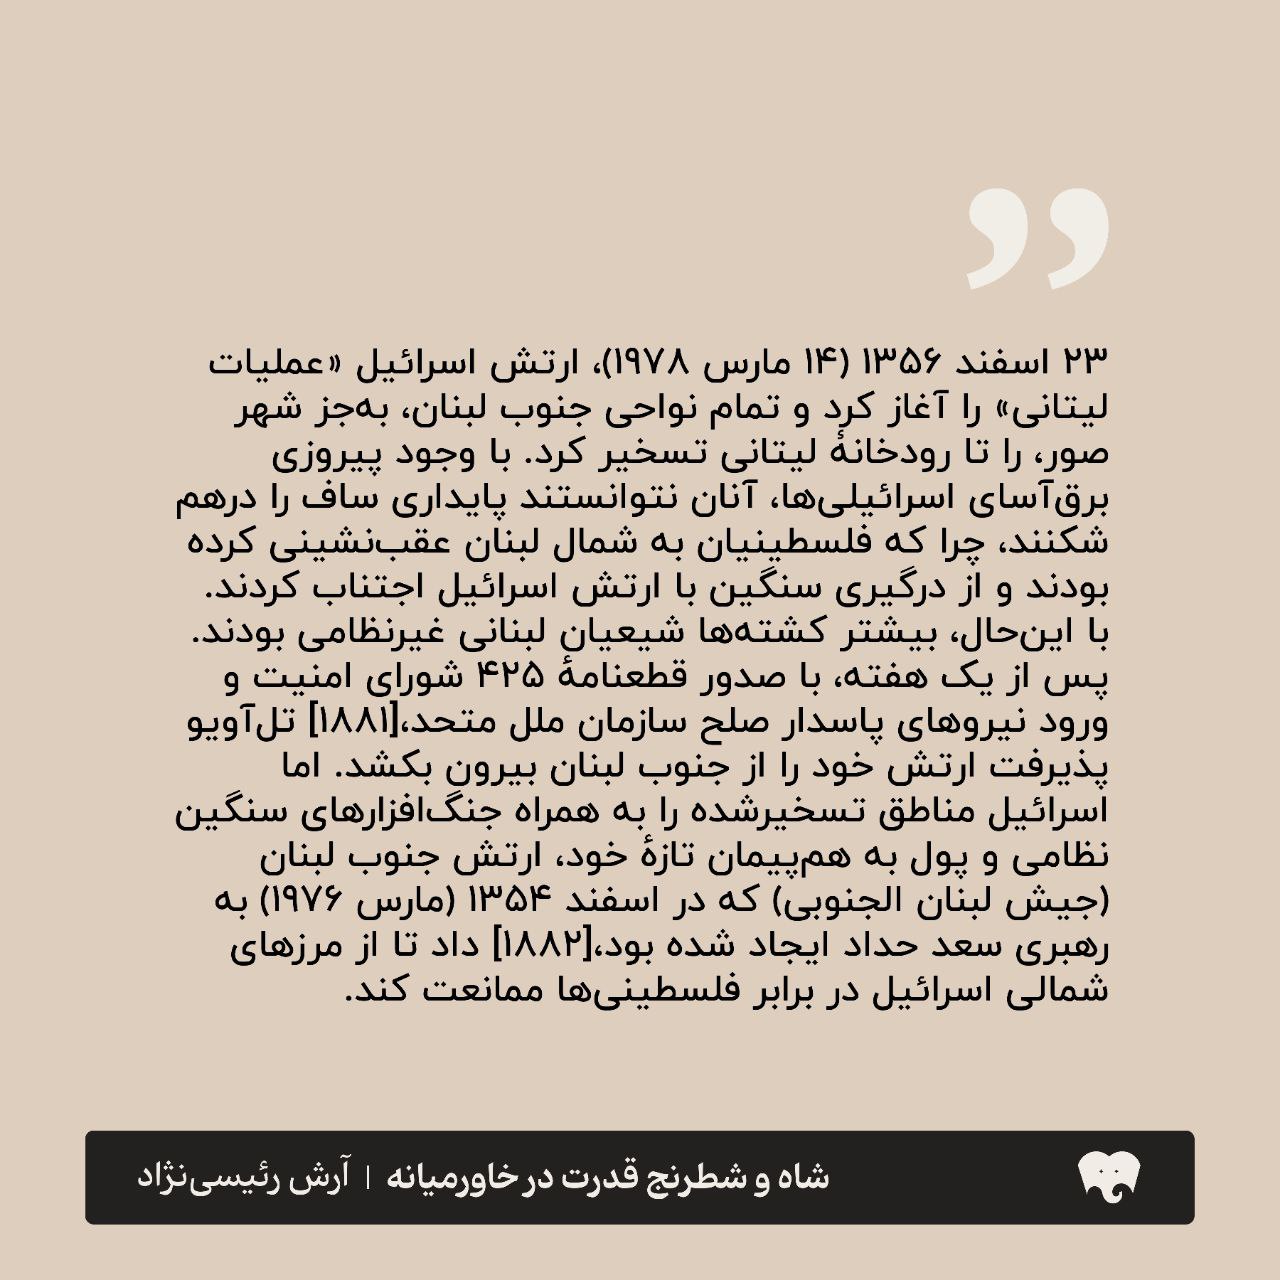 ”
۲۳ اسفند ۱۳۵۶ (۱۴ مارس ۱۹۷۸)، ارتش اسرائیل «عملیات
لیتانی» را آغاز کرد و تمام نواحی جنوب لبنان، به‌جز شهر
صور، را تا رودخانهٔ لیتانی تسخیر کرد. با وجود پیروزی
برق‌آسای اسرائیلی‌ها، آنان نتوانستند پایداری ساف را درهم
شکنند، چرا که فلسطینیان به شمال لبنان عقب‌نشینی کرده
بودند و از درگیری سنگین با ارتش اسرائیل اجتناب کردند.
با این‌حال، بیشتر کشته‌ها شیعیان لبنانی غیرنظامی بودند.
پس از یک هفته، با صدور قطعنامهٔ ۴۲۵ شورای امنیت و
ورود نیروهای پاسدار صلح سازمان ملل متحد،[۱۸۸۱] تل‌آویو
پذیرفت ارتش خود را از جنوب لبنان بیرون بکشد. اما
اسرائیل مناطق تسخیرشده را به همراه جنگ‌افزارهای سنگین
نظامی و پول به هم‌پیمان تازهٔ خود، ارتش جنوب لبنان
(جیش لبنان الجنوبی) که در اسفند ۱۳۵۴ (مارس ۱۹۷۶) به
رهبری سعد حداد ایجاد شده بود،[۱۸۸۲] داد تا از مرزهای
شمالی اسرائیل در برابر فلسطینی‌ها ممانعت کند.
شاه و شطرنج قدرت در خاورمیانه | آرش رئیسی‌نژاد